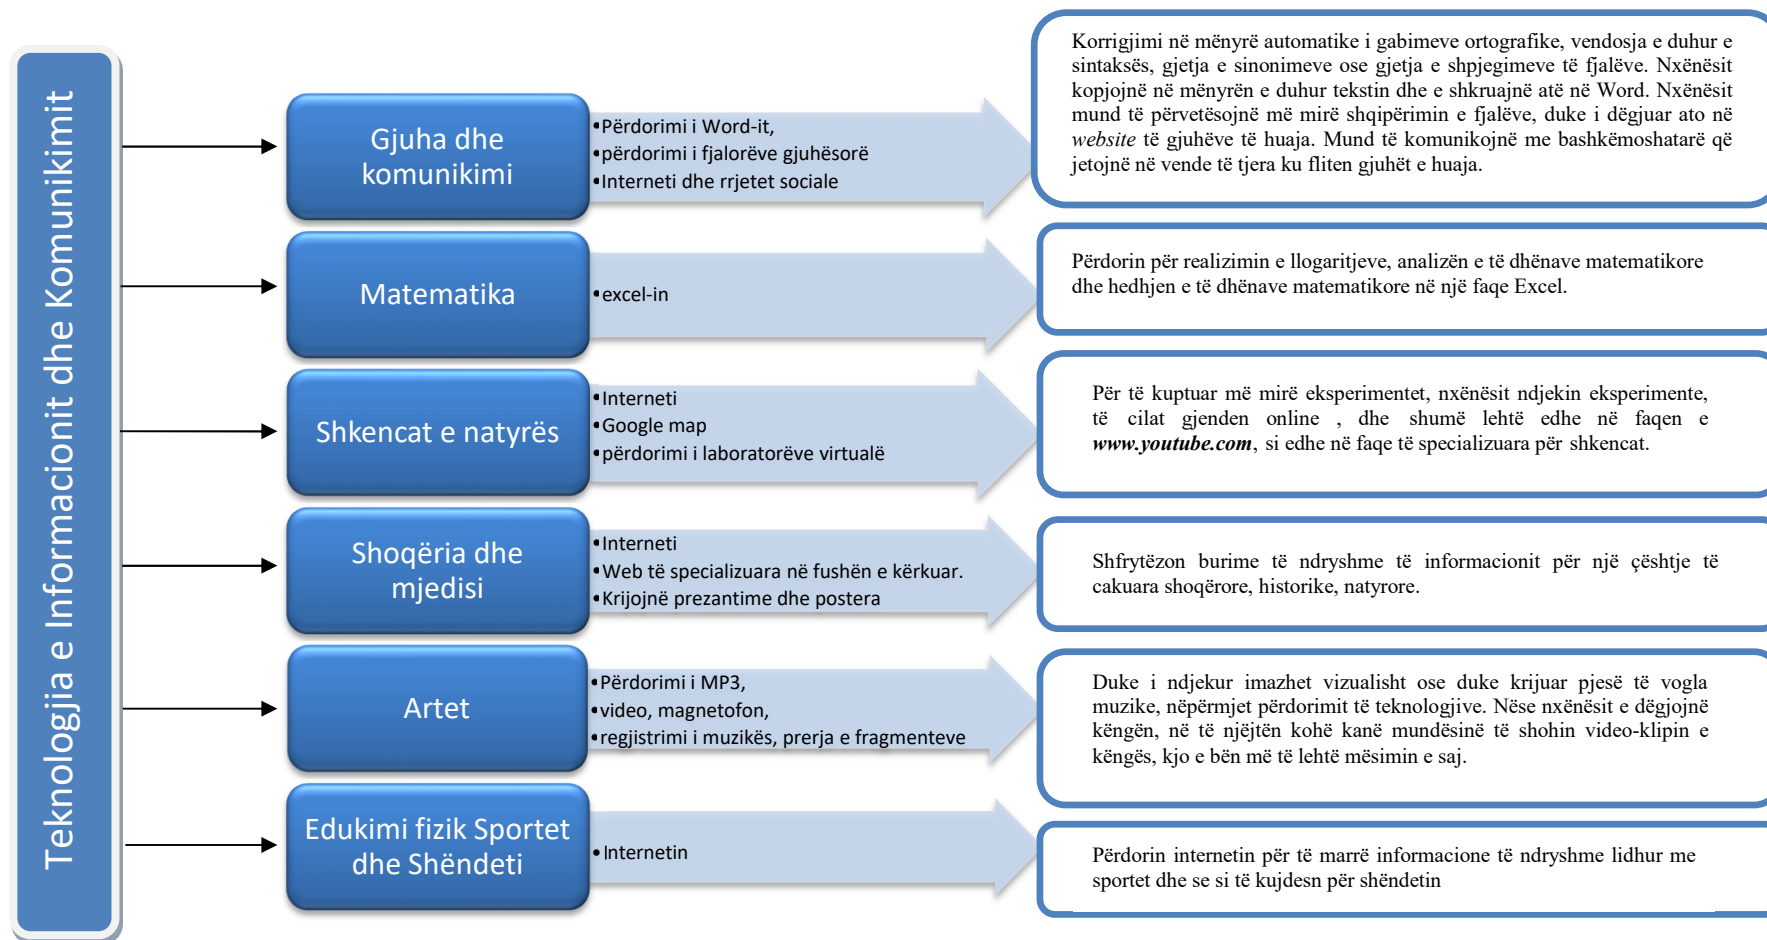 Teknologjia e Informacionit dhe Komunikimit
Gjuha dhe
komunikimi
•Përdorimi i Word-it,
•përdorimi i fjalorëve gjuhësorë
•Interneti dhe rrjetet sociale
Korrigjimi në mënyrë automatike i gabimeve ortografike, vendosja e duhur e
sintaksës, gjetja e sinonimeve ose gjetja e shpjegimeve të fjalëve. Nxënësit
kopjojnë në mënyrën e duhur tekstin dhe e shkruajnë atë në Word. Nxënësit
mund të përvetësojnë më mirë shqipërimin e fjalëve, duke i dëgjuar ato në
website të gjuhëve të huaja. Mund të komunikojnë me bashkëmoshatarë që
jetojnë në vende të tjera ku fliten gjuhët e huaja.
Matematika
•excel-in
Përdorin për realizimin e llogaritjeve, analizën e të dhënave matematikore
dhe hedhjen e të dhënave matematikore në një faqe Excel.
Shkencat e natyrës
•Interneti
•Google map
•përdorimi i laboratorëve virtualë
Për të kuptuar më mirë eksperimentet, nxënësit ndjekin eksperimente,
të cilat gjenden online , dhe shumë lehtë edhe në faqen e
www.youtube.com, si edhe në faqe të specializuara për shkencat.
Shoqëria dhe
mjedisi
•Interneti
•Web të specializuara në fushën e kërkuar.
•Krijojnë prezantime dhe postera
Shfrytëzon burime të ndryshme të informacionit për një çështje të
cakuara shoqërore, historike, natyrore.
Artet
•Përdorimi i MP3,
•video, magnetofon,
•regjistrimi i muzikës, prerja e fragmenteve
Duke i ndjekur imazhet vizualisht ose duke krijuar pjesë të vogla
muzike, nëpërmjet përdorimit të teknologjive. Nëse nxënësit e dëgjojnë
këngën, në të njëjtën kohë kanë mundësinë të shohin video-klipin e
këngës, kjo e bën më të lehtë mësimin e saj.
Edukimi fizik Sportet
dhe Shëndeti
•Internetin
Përdorin internetin për të marrë informacione të ndryshme lidhur me
sportet dhe se si të kujdesn për shëndetin